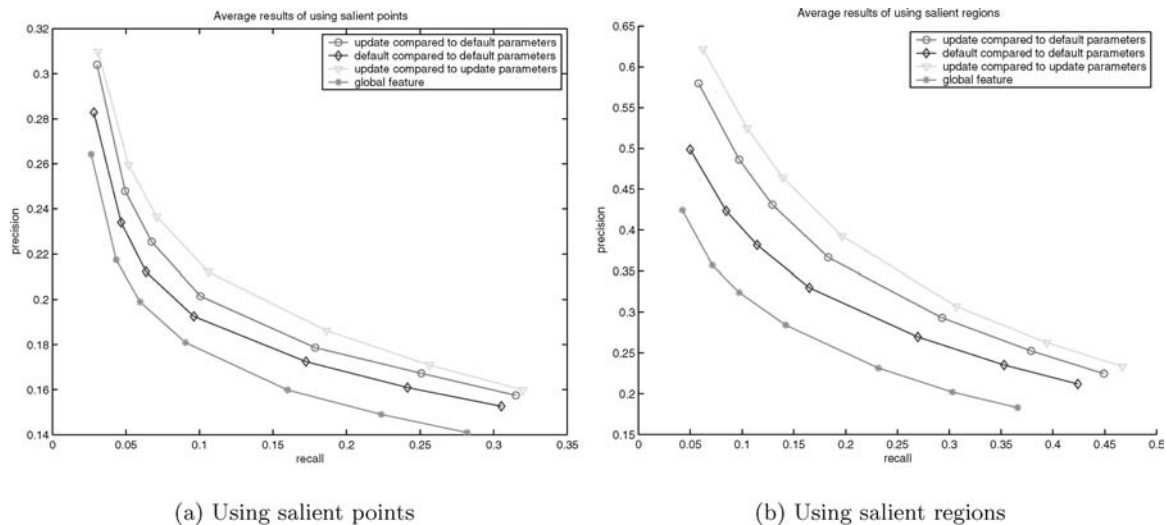 Average results of using salient points
update compared to default parameters
default compared to default parameters
update compared to update parameters
global feature
precision
0.32
0.3
0.28
0.26
0.24
0.22
0.2
0.18
0.16
0.14
0
0.05
0.1
0.15
0.2
0.25
0.3
0.35
recall
(a) Using salient points
Average results of using salient regions
update compared to default parameters
default compared to default parameters
update compared to update parameters
global feature
precision
0.65
0.6
0.55
0.5
0.45
0.4
0.35
0.3
0.25
0.2
0.15
0
0.05
0.1
0.15
0.2
0.25
0.3
0.35
0.4
0.45
0.5
recall
(b) Using salient regions